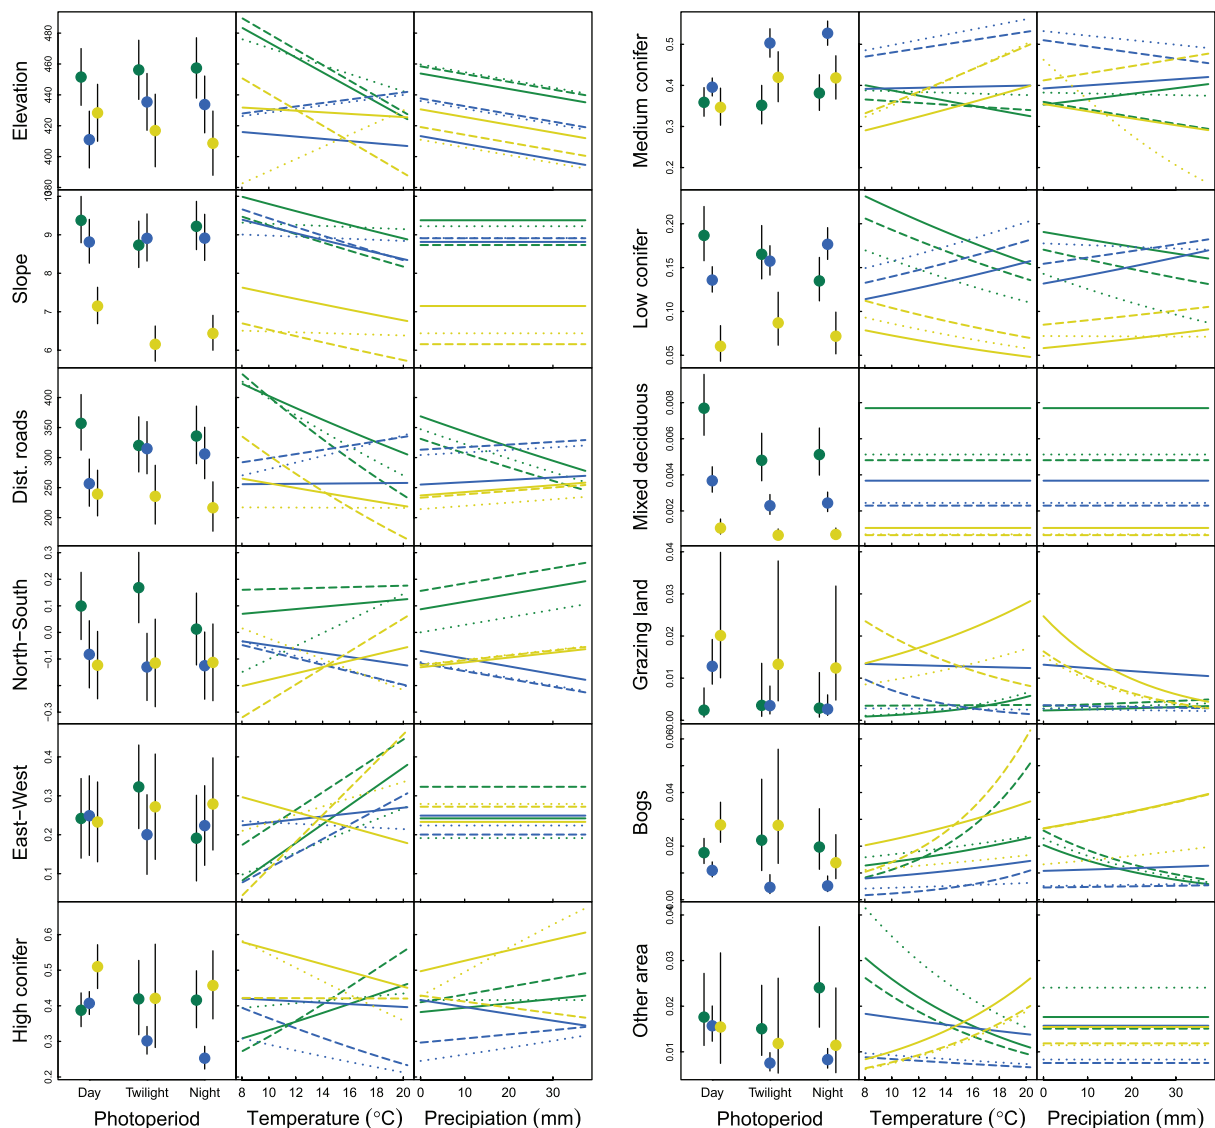 Elevation
480
460
440
420
400
380
Slope
10
9
8
7
6
Dist. roads
400
350
300
250
200
North−South
0.3
0.1
0.0
−0.1
−0.3
East−West
0.4
0.3
0.2
0.1
High conifer
0.6
0.5
0.4
0.3
0.2
Day Twilight Night
8 10 12 14 16 18 20
0 10 20 30
Photoperiod Temperature (°C) Precipiation (mm)
Medium conifer
0.5
0.4
0.3
0.2
Low conifer
0.20
0.15
0.10
0.05
Mixed deciduous
0.008
0.006
0.004
0.002
Grazing land
0.04
0.03
0.02
0.01
0.00
Bogs
0.060
0.04
0.02
0.00
Other area
0.04
0.03
0.02
0.01
Day Twilight Night
8 10 12 14 16 18 20
0 10 20 30
Photoperiod Temperature (°C) Precipiation (mm)